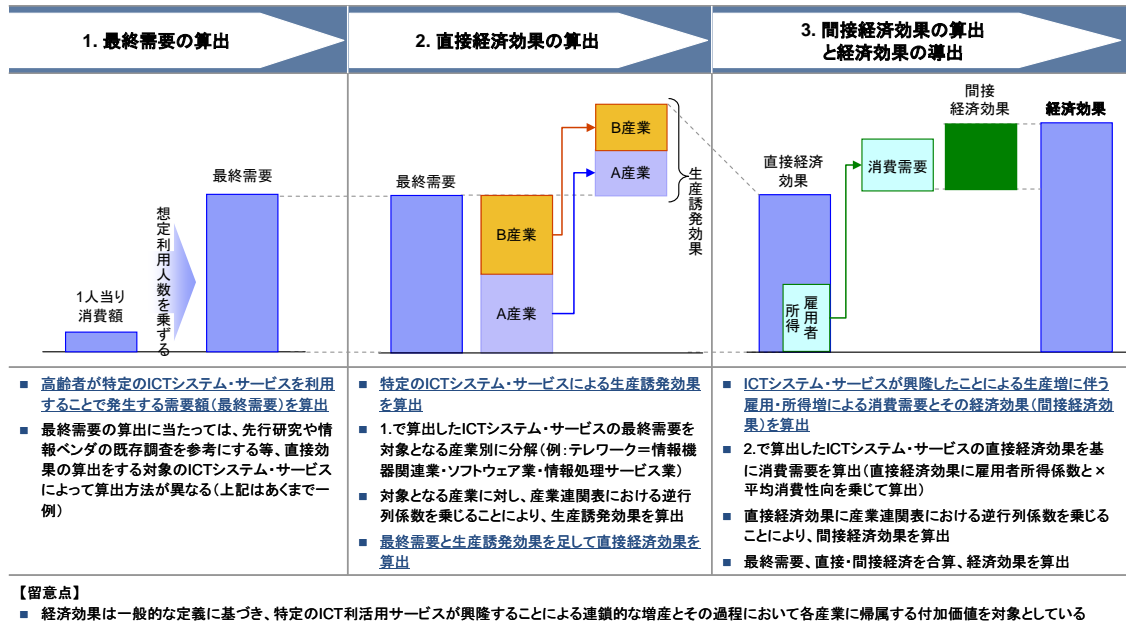 1. 最終需要の算出
2. 直接経済効果の算出
3. 間接経済効果の算出
と経済効果の導出
1人当り
消費額
想定利用人数を乗ずる
最終需要
最終需要
B産業
A産業
B産業
A産業
生産誘発効果
直接経済
効果
雇用者
所得
消費需要
間接
経済効果
経済効果
■ 高齢者が特定のICTシステム・サービスを利用
することで発生する需要額(最終需要)を算出
■ 最終需要の算出に当たっては、先行研究や情
報ベンダの既存調査を参考にする等、直接効
果の算出をする対象のICTシステム・サービス
によって算出方法が異なる(上記はあくまで一
例)
■ 特定のICTシステム・サービスによる生産誘発効果
を算出
■ 1.で算出したICTシステム・サービスの最終需要を
対象となる産業別に分解(例:テレワーク=情報機
器関連業・ソフトウェア業・情報処理サービス業)
■ 対象となる産業に対し、産業連関表における逆行
列係数を乗じることにより、生産誘発効果を算出
■ 最終需要と生産誘発効果を足して直接経済効果を
算出
■ ICTシステム・サービスが興隆したことによる生産増に伴う
雇用・所得増による消費需要とその経済効果(間接経済効
果)を算出
■ 2.で算出したICTシステム・サービスの直接経済効果を基
に消費需要を算出(直接経済効果に雇用者所得係数と×
平均消費性向を乗じて算出)
■ 直接経済効果に産業連関表における逆行列係数を乗じる
ことにより、間接経済効果を算出
■ 最終需要、直接・間接経済を合算、経済効果を算出
【留意点】
■ 経済効果は一般的な定義に基づき、特定のICT利活用サービスが興隆することによる連鎖的な増産とその過程において各産業に帰属する付加価値を対象としている